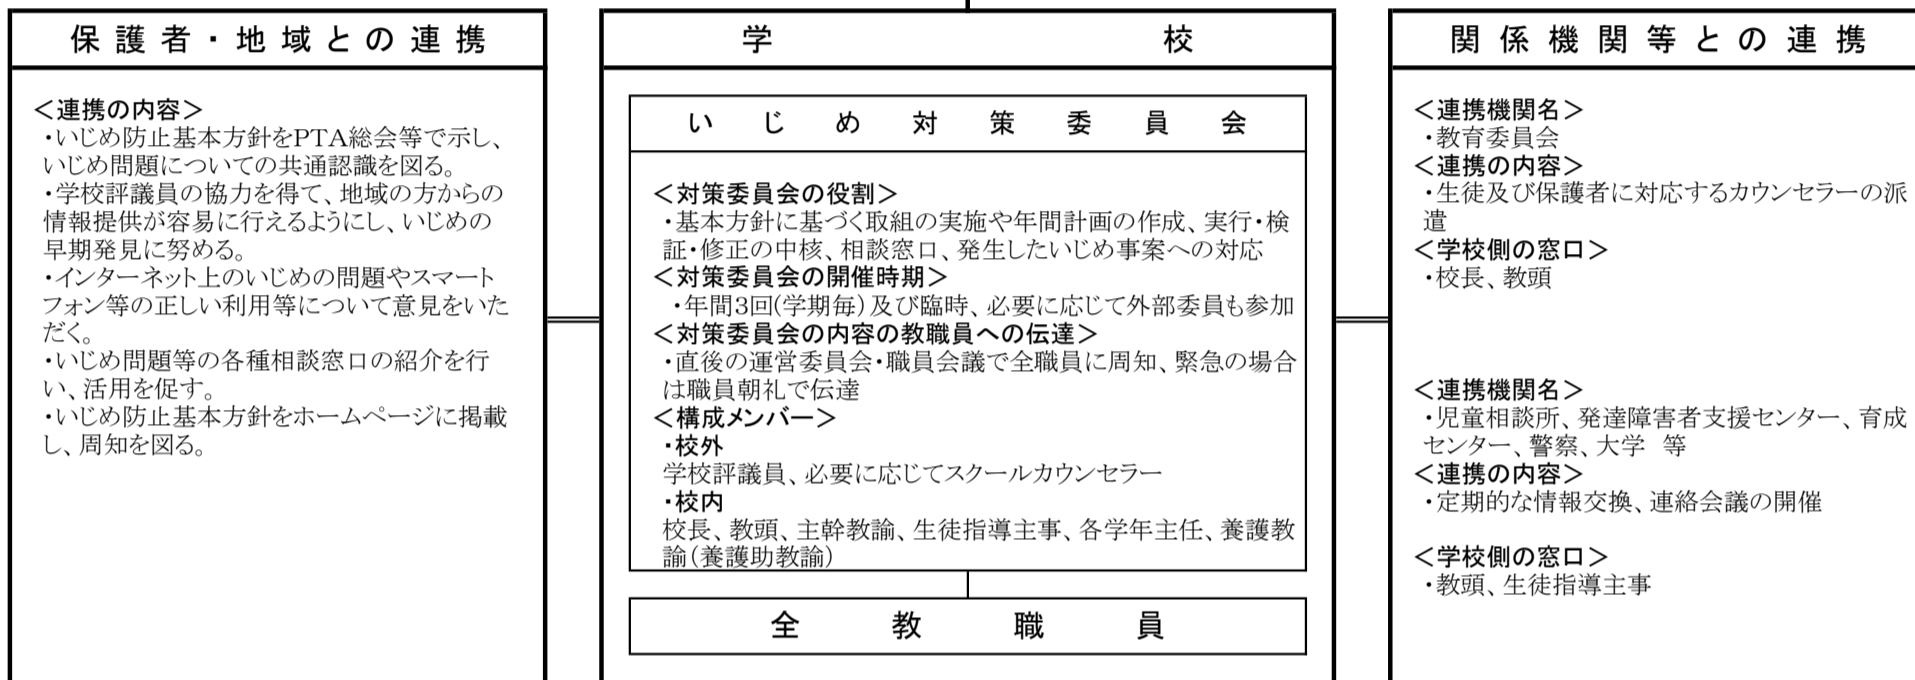 保護者・地域との連携
＜連携の内容＞
・いじめ防止基本方針をPTA総会等で示し、
いじめ問題についての共通認識を図る。
・学校評議員の協力を得て、地域の方からの
情報提供が容易に行えるようにし、いじめの
早期発見に努める。
・インターネット上のいじめの問題やスマート
フォン等の正しい利用等について意見をいた
だく。
・いじめ問題等の各種相談窓口の紹介を行
い、活用を促す。
・いじめ防止基本方針をホームページに掲載
し、周知を図る。
学校
いじめ対策委員会
＜対策委員会の役割＞
・基本方針に基づく取組の実施や年間計画の作成、実行・検
証・修正の中核、相談窓口、発生したいじめ事案への対応
＜対策委員会の開催時期＞
・年間3回(学期毎)及び臨時、必要に応じて外部委員も参加
＜対策委員会の内容の教職員への伝達＞
・直後の運営委員会・職員会議で全職員に周知、緊急の場合
は職員朝礼で伝達
＜構成メンバー＞
・校外
学校評議員、必要に応じてスクールカウンセラー
・校内
校長、教頭、主幹教諭、生徒指導主事、各学年主任、養護教
諭(養護助教諭)
全教職員
関係機関等との連携
＜連携機関名＞
・教育委員会
＜連携の内容＞
・生徒及び保護者に対応するカウンセラーの派
遣
＜学校側の窓口＞
・校長、教頭
＜連携機関名＞
・児童相談所、発達障害者支援センター、育成
センター、警察、大学　等
＜連携の内容＞
・定期的な情報交換、連絡会議の開催
＜学校側の窓口＞
・教頭、生徒指導主事